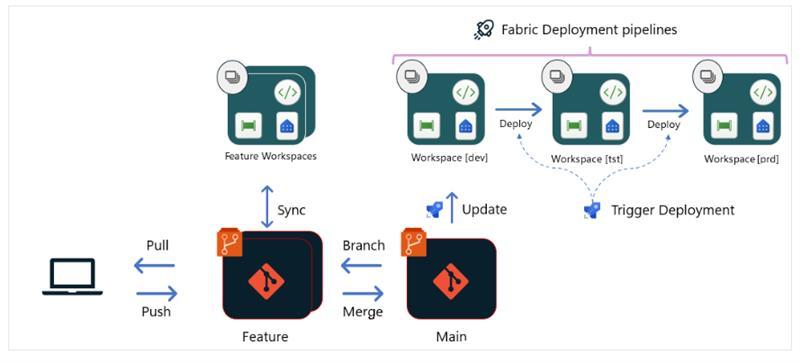 Fabric Deployment pipelines
Feature Workspaces
Workspace [dev]
Deploy
Workspace [tst]
Deploy
Workspace [prd]
Sync
Update
Trigger Deployment
Pull
Push
Branch
Merge
Feature
Main